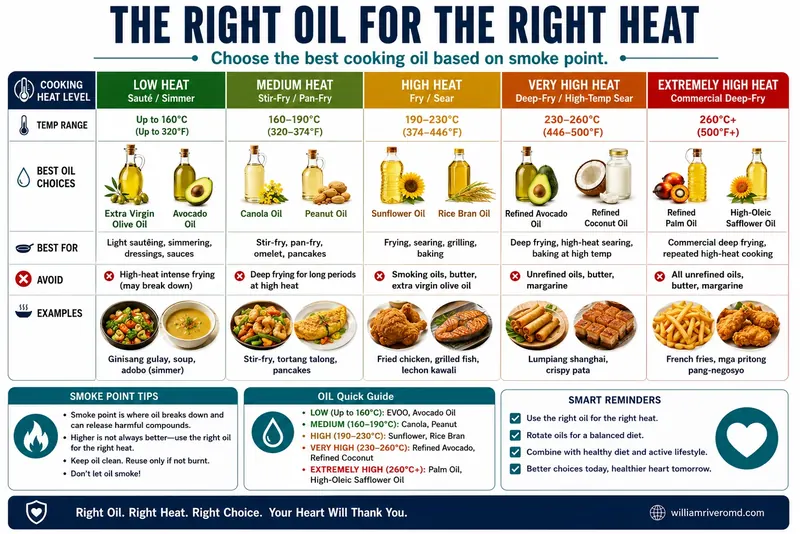 THE RIGHT OIL FOR THE RIGHT HEAT
Choose the best cooking oil based on smoke point.
COOKING
HEAT LEVEL
LOW HEAT
Sauté / Simmer
MEDIUM HEAT
Stir-Fry / Pan-Fry
HIGH HEAT
Fry / Sear
VERY HIGH HEAT
Deep-Fry / High-Temp Sear
EXTREMELY HIGH HEAT
Commercial Deep-Fry
TEMP RANGE
Up to 160°C
(Up to 320°F)
160–190°C
(320–374°F)
190–230°C
(374–446°F)
230–260°C
(446–500°F)
260°C+
(500°F+)
BEST OIL
CHOICES
Extra Virgin
Olive Oil
Avocado
Oil
Canola Oil
Peanut Oil
Sunflower Oil
Rice Bran Oil
Refined Avocado
Oil
Refined
Coconut Oil
Refined
Palm Oil
High-Oleic
Safflower Oil
BEST FOR
Light sautéing, simmering,
dressings, sauces
Stir-fry, pan-fry,
omelet, pancakes
Frying, searing, grilling,
baking
Deep frying, high-heat searing,
baking at high temp
Commercial deep frying,
repeated high-heat cooking
AVOID
High-heat intense frying
(may break down)
Deep frying for long periods
at high heat
Smoking oils, butter,
extra virgin olive oil
Unrefined oils, butter,
margarine
All unrefined oils,
butter, margarine
EXAMPLES
Ginisang gulay, soup,
adobo (simmer)
Stir-fry, tortang talong,
pancakes
Fried chicken, grilled fish,
lechon kawali
Lumpiang shanghai,
crispy pata
French fries, mga pritong
pang-negosyo
SMOKE POINT TIPS
• Smoke point is where oil breaks down and
can release harmful compounds.
• Higher is not always better—use the right oil
for the right heat.
• Keep oil clean. Reuse only if not burnt.
• Don't let oil smoke!
OIL Quick Guide
• LOW (Up to 160°C): EVOO, Avocado Oil
• MEDIUM (160–190°C): Canola, Peanut
• HIGH (190–230°C): Sunflower, Rice Bran
• VERY HIGH (230–260°C): Refined Avocado,
Refined Coconut
• EXTREMELY HIGH (260°C+): Palm Oil,
High-Oleic Safflower Oil
SMART REMINDERS
Use the right oil for the right heat.
Rotate oils for a balanced diet.
Combine with healthy diet and active lifestyle.
Better choices today, healthier heart tomorrow.
Right Oil. Right Heat. Right Choice. Your Heart Will Thank You.
williamriveromd.com